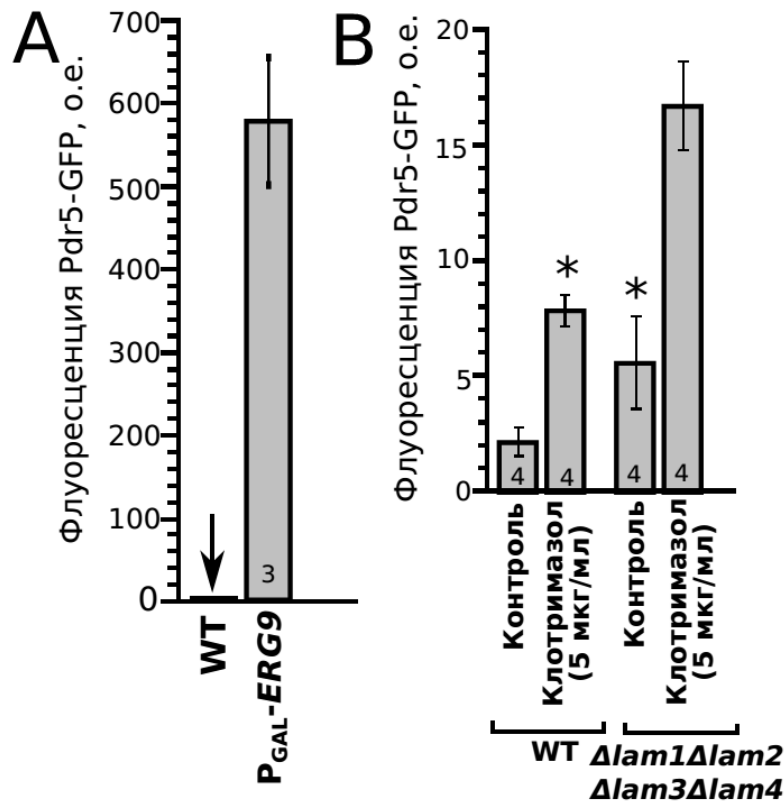 A
Флуоресценция Pdr5-GFP, о.е.
700
600
500
400
300
200
100
0
3
WT
PGAL-ERG9
B
Флуоресценция Pdr5-GFP, о.е.
20
15
10
5
0
*
*
4
4
4
4
Контроль
Клотримазол
(5 мкг/мл)
Контроль
Клотримазол
(5 мкг/мл)
WT
Δlam1Δlam2
Δlam3Δlam4